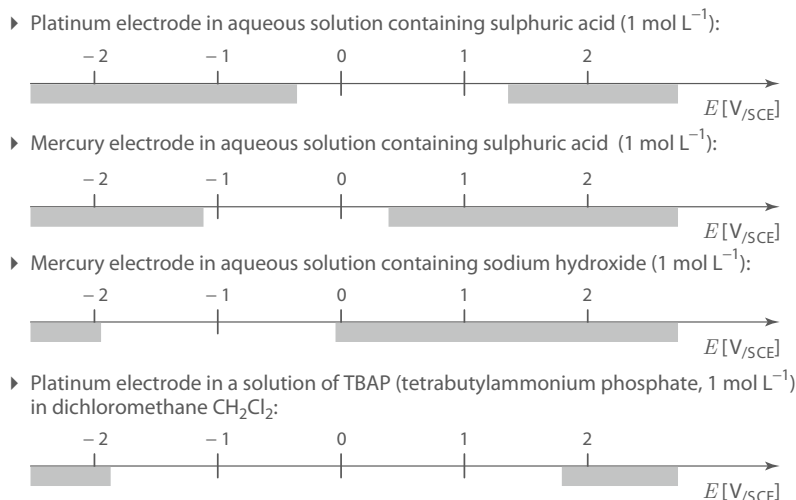 ▸ Platinum electrode in aqueous solution containing sulphuric acid (1 mol L⁻¹):
– 2 – 1 0 1 2
E [V/SCE]
▸ Mercury electrode in aqueous solution containing sulphuric acid (1 mol L⁻¹):
– 2 – 1 0 1 2
E [V/SCE]
▸ Mercury electrode in aqueous solution containing sodium hydroxide (1 mol L⁻¹):
– 2 – 1 0 1 2
E [V/SCE]
▸ Platinum electrode in a solution of TBAP (tetrabutylammonium phosphate, 1 mol L⁻¹)
in dichloromethane CH₂Cl₂:
– 2 – 1 0 1 2
E [V/SCE]